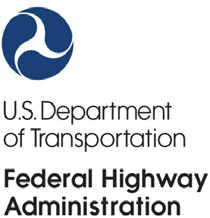 U.S. Department
of Transportation
Federal Highway
Administration